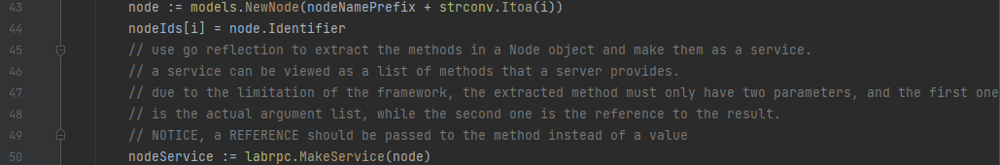 43 node := models.NewNode(nodeNamePrefix + strconv.Itoa(i))
44 nodeIds[i] = node.Identifier
45 // use go reflection to extract the methods in a Node object and make them as a service.
46 // a service can be viewed as a list of methods that a server provides.
47 // due to the limitation of the framework, the extracted method must only have two parameters, and the first one
48 // is the actual argument list, while the second one is the reference to the result.
49 // NOTICE, a REFERENCE should be passed to the method instead of a value
50 nodeService := labrpc.MakeService(node)